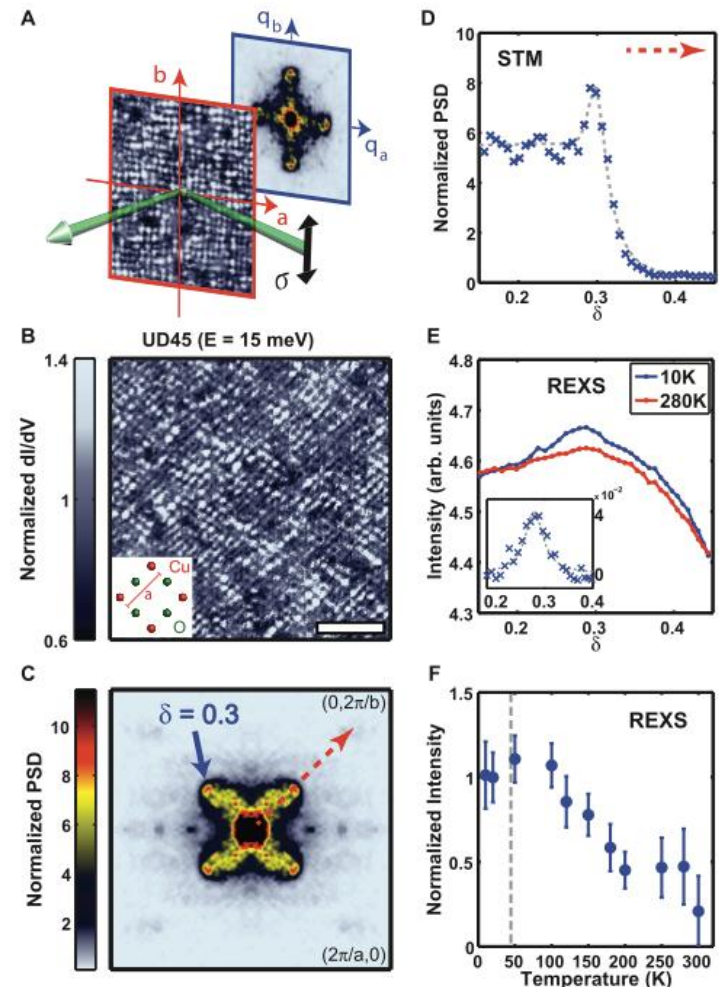 A
q_b
b
q_a
a
σ
D
10
8
6
4
2
0
STM
Normalized PSD
0.2
0.3
0.4
δ
B
UD45 (E = 15 meV)
1.4
1
0.6
Normalized dI/dV
Cu
a
O
E
4.8
4.7
4.6
4.5
4.4
4.3
REXS
10K
280K
Intensity (arb. units)
x 10⁻²
4
0
0.2
0.3
0.4
0.2
0.3
0.4
δ
C
10
8
6
4
2
Normalized PSD
δ = 0.3
(0,2π/b)
(2π/a,0)
F
1.5
1
0.5
0
REXS
Normalized Intensity
0
50
100
150
200
250
300
Temperature (K)